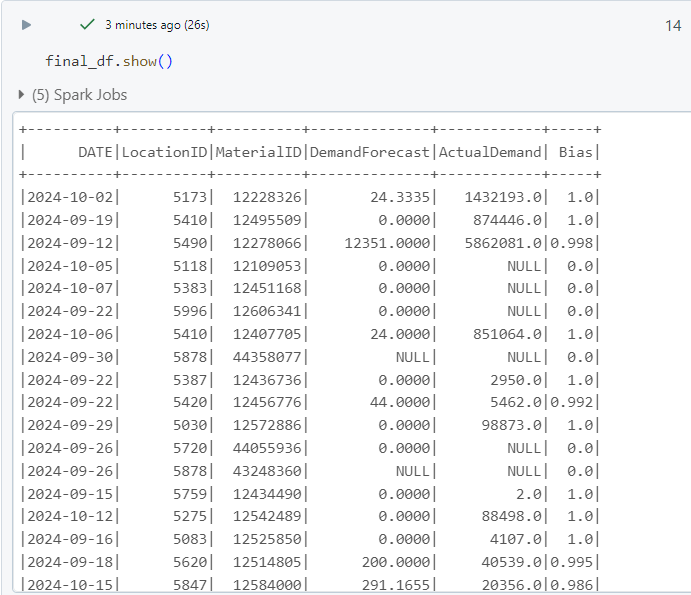 3 minutes ago (26s)
14
final_df.show()
(5) Spark Jobs
+----------+----------+----------+--------------+------------+-----+
|      DATE|LocationID|MaterialID|DemandForecast|ActualDemand| Bias|
+----------+----------+----------+--------------+------------+-----+
|2024-10-02|      5173|  12228326|       24.3335|   1432193.0|  1.0|
|2024-09-19|      5410|  12495509|        0.0000|    874446.0|  1.0|
|2024-09-12|      5490|  12278066|    12351.0000|   5862081.0|0.998|
|2024-10-05|      5118|  12109053|        0.0000|        NULL|  0.0|
|2024-10-07|      5383|  12451168|        0.0000|        NULL|  0.0|
|2024-09-22|      5996|  12606341|        0.0000|        NULL|  0.0|
|2024-10-06|      5410|  12407705|       24.0000|    851064.0|  1.0|
|2024-09-30|      5878|  44358077|          NULL|        NULL|  0.0|
|2024-09-22|      5387|  12436736|        0.0000|      2950.0|  1.0|
|2024-09-22|      5420|  12456776|       44.0000|      5462.0|0.992|
|2024-09-29|      5030|  12572886|        0.0000|     98873.0|  1.0|
|2024-09-26|      5720|  44055936|        0.0000|        NULL|  0.0|
|2024-09-26|      5878|  43248360|          NULL|        NULL|  0.0|
|2024-09-15|      5759|  12434490|        0.0000|         2.0|  1.0|
|2024-10-12|      5275|  12542489|        0.0000|     88498.0|  1.0|
|2024-09-16|      5083|  12525850|        0.0000|      4107.0|  1.0|
|2024-09-18|      5620|  12514805|      200.0000|     40539.0|0.995|
|2024-10-15|      5847|  12584000|      291.1655|     20356.0|0.986|